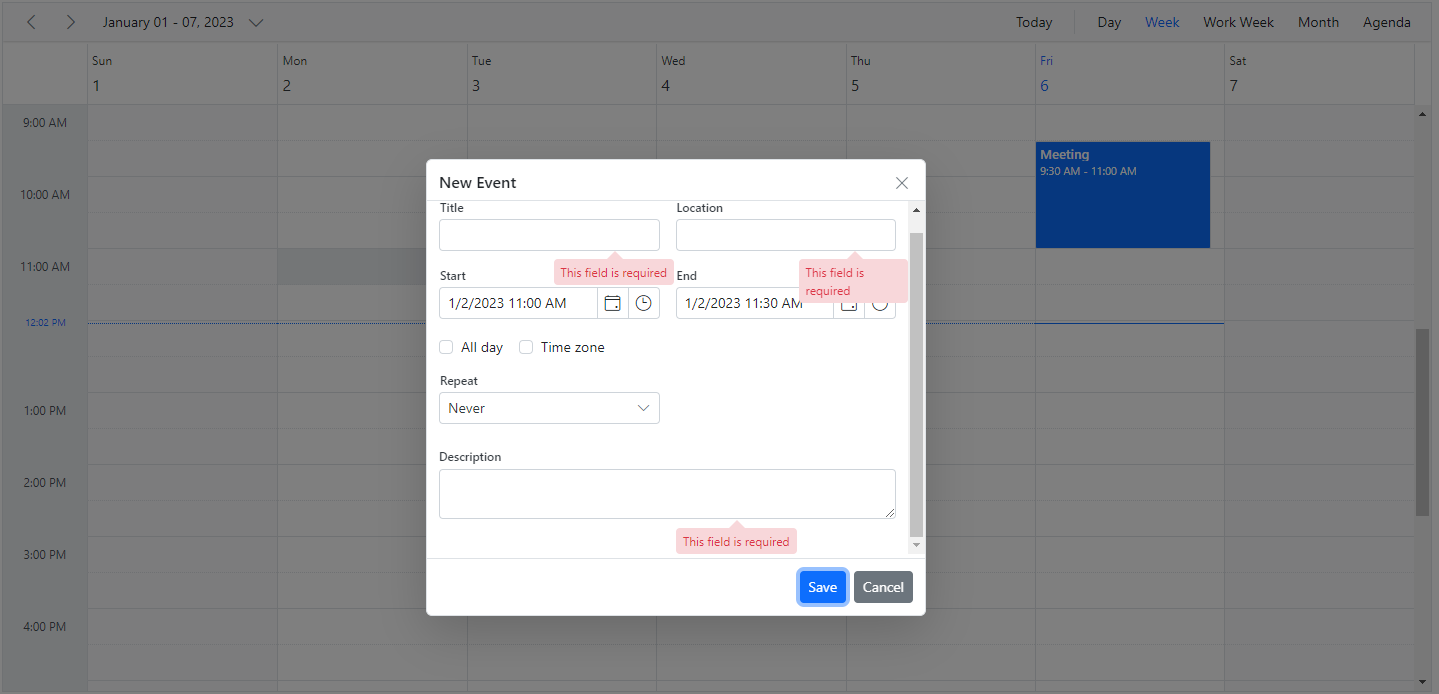 January 01 - 07, 2023
Today
Day
Week
Work Week
Month
Agenda
Sun
1
Mon
2
Tue
3
Wed
4
Thu
5
Fri
6
Sat
7
9:00 AM
10:00 AM
11:00 AM
12:02 PM
1:00 PM
2:00 PM
3:00 PM
4:00 PM
Meeting
9:30 AM - 11:00 AM
New Event
Title
Location
This field is required
This field is
required
Start
End
1/2/2023 11:00 AM
1/2/2023 11:30 AM
All day
Time zone
Repeat
Never
Description
This field is required
Save
Cancel